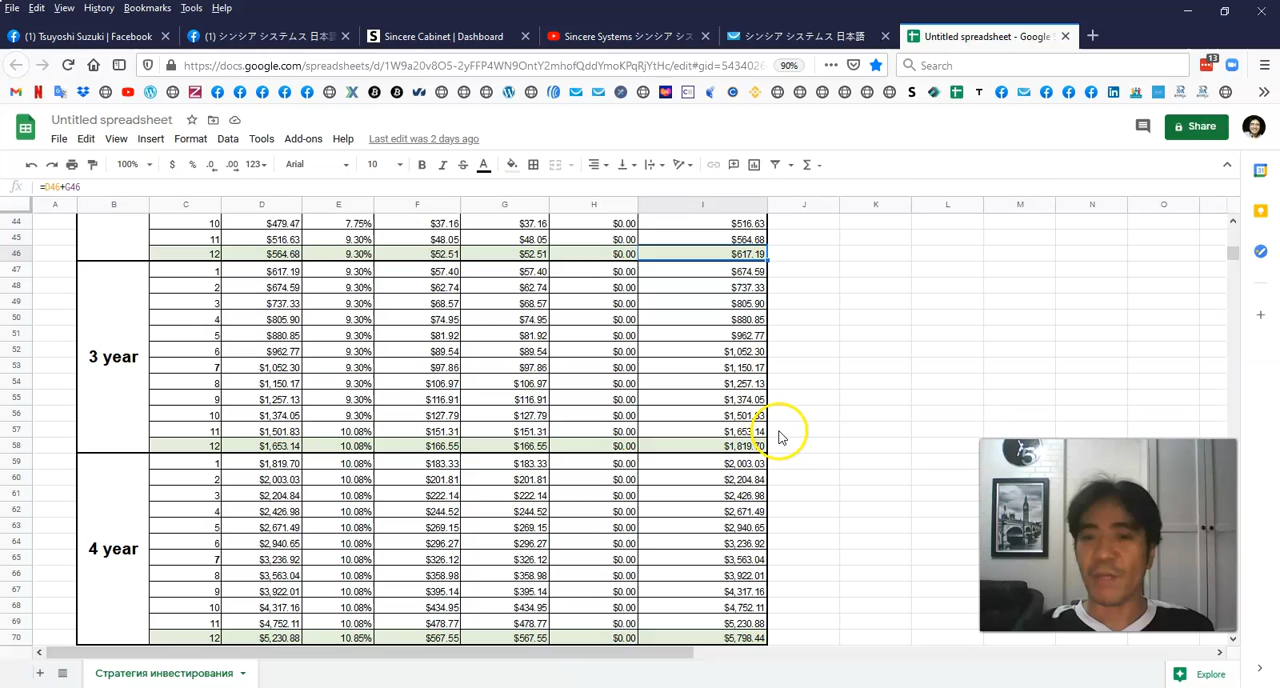 File Edit View History Bookmarks Tools Help
(1) Tsuyoshi Suzuki | Facebook
(1) シンシア システムス 日本語
Sincere Cabinet | Dashboard
Sincere Systems シンシア シス
シンシア システムス 日本語
Untitled spreadsheet - Google S
https://docs.google.com/spreadsheets/d/1W9a20v8O5-2yFFP4WN9OntY2mhofQddYmoKPqRjYtHc/edit#gid=5434026
90%
Search
13
Untitled spreadsheet
File Edit View Insert Format Data Tools Add-ons Help
Last edit was 2 days ago
Share
100% $ % .0 .00 123 Arial 10 B I S A
fx =D46+G46
A B C D E F G H I J K L M N O
44 10 $479.47 7.75% $37.16 $37.16 $0.00 $516.63
45 11 $516.63 9.30% $48.05 $48.05 $0.00 $564.68
46 12 $564.68 9.30% $52.51 $52.51 $0.00 $617.19
47 1 $617.19 9.30% $57.40 $57.40 $0.00 $674.59
48 2 $674.59 9.30% $62.74 $62.74 $0.00 $737.33
49 3 $737.33 9.30% $68.57 $68.57 $0.00 $805.90
50 4 $805.90 9.30% $74.95 $74.95 $0.00 $880.85
51 5 $880.85 9.30% $81.92 $81.92 $0.00 $962.77
52 6 $962.77 9.30% $89.54 $89.54 $0.00 $1,052.30
3 year
53 7 $1,052.30 9.30% $97.86 $97.86 $0.00 $1,150.17
54 8 $1,150.17 9.30% $106.97 $106.97 $0.00 $1,257.13
55 9 $1,257.13 9.30% $116.91 $116.91 $0.00 $1,374.05
56 10 $1,374.05 9.30% $127.79 $127.79 $0.00 $1,501.83
57 11 $1,501.83 10.08% $151.31 $151.31 $0.00 $1,653.14
58 12 $1,653.14 10.08% $166.55 $166.55 $0.00 $1,819.70
59 1 $1,819.70 10.08% $183.33 $183.33 $0.00 $2,003.03
60 2 $2,003.03 10.08% $201.81 $201.81 $0.00 $2,204.84
61 3 $2,204.84 10.08% $222.14 $222.14 $0.00 $2,426.98
62 4 $2,426.98 10.08% $244.52 $244.52 $0.00 $2,671.49
63 5 $2,671.49 10.08% $269.15 $269.15 $0.00 $2,940.65
64 6 $2,940.65 10.08% $296.27 $296.27 $0.00 $3,236.92
4 year
65 7 $3,236.92 10.08% $326.12 $326.12 $0.00 $3,563.04
66 8 $3,563.04 10.08% $358.98 $358.98 $0.00 $3,922.01
67 9 $3,922.01 10.08% $395.14 $395.14 $0.00 $4,317.16
68 10 $4,317.16 10.08% $434.95 $434.95 $0.00 $4,752.11
69 11 $4,752.11 10.08% $478.77 $478.77 $0.00 $5,230.88
70 12 $5,230.88 10.85% $567.55 $567.55 $0.00 $5,798.44
Стратегия инвестирования
Explore